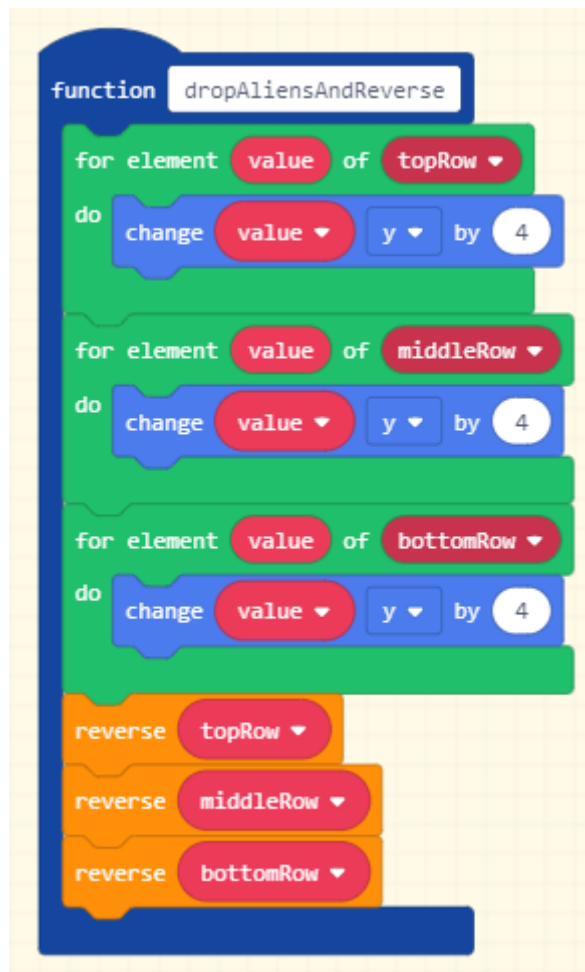 function dropAliensAndReverse
for element value of topRow
do
change value y by 4
for element value of middleRow
do
change value y by 4
for element value of bottomRow
do
change value y by 4
reverse topRow
reverse middleRow
reverse bottomRow